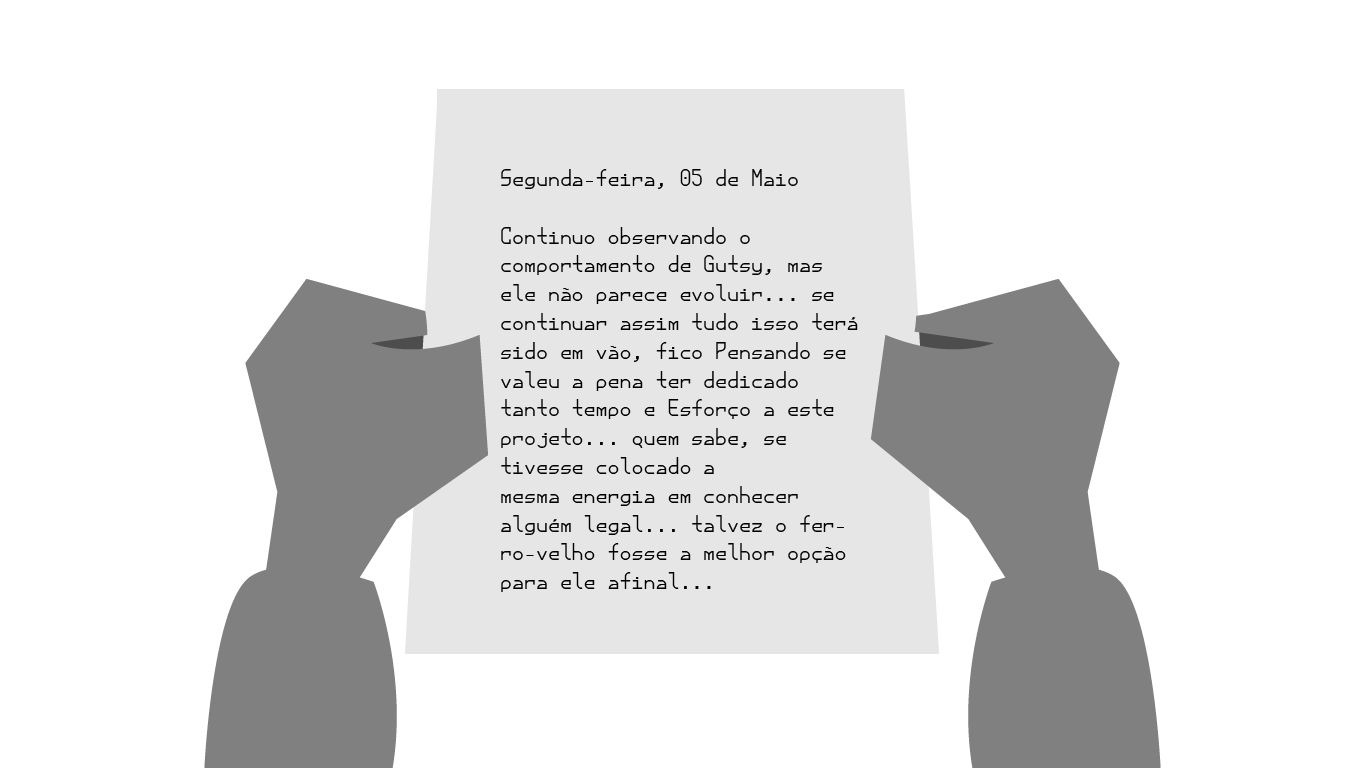 Segunda-feira, 05 de Maio
Continuo observando o
comportamento de Gutsy, mas
ele não parece evoluir... se
continuar assim tudo isso terá
sido em vão, fico Pensando se
valeu a pena ter dedicado
tanto tempo e Esforço a este
projeto... quem sabe, se
tivesse colocado a
mesma energia em conhecer
alguém legal... talvez o fer-
ro-velho fosse a melhor opção
para ele afinal...